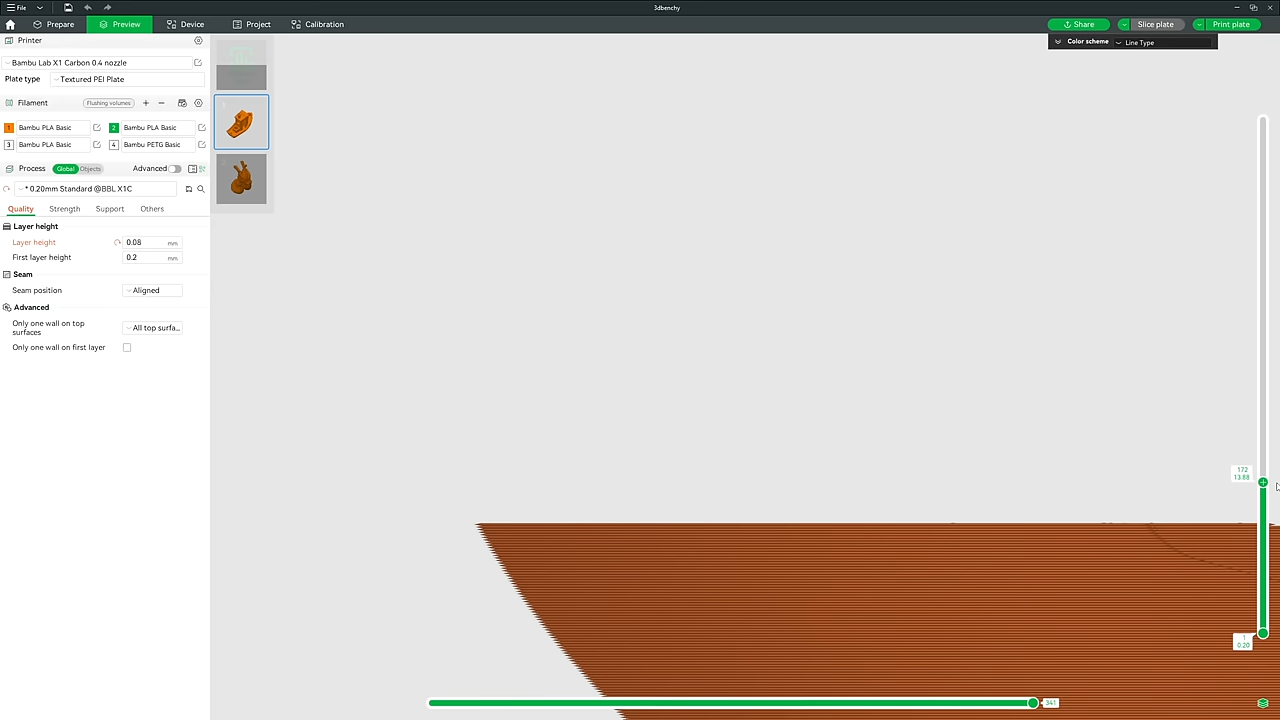 File
3dbenchy
Prepare
Preview
Device
Project
Calibration
Share
Slice plate
Print plate
Printer
Color scheme
Line Type
Bambu Lab X1 Carbon 0.4 nozzle
Plate type
Textured PEI Plate
Filament
Flushing volumes
1 Bambu PLA Basic
2 Bambu PLA Basic
3 Bambu PLA Basic
4 Bambu PETG Basic
Process
Global
Objects
Advanced
* 0.20mm Standard @BBL X1C
Quality
Strength
Support
Others
Layer height
Layer height
0.08
mm
First layer height
0.2
mm
Seam
Seam position
Aligned
Advanced
Only one wall on top
surfaces
All top surfa...
Only one wall on first layer
172
13.88
1
0.20
341